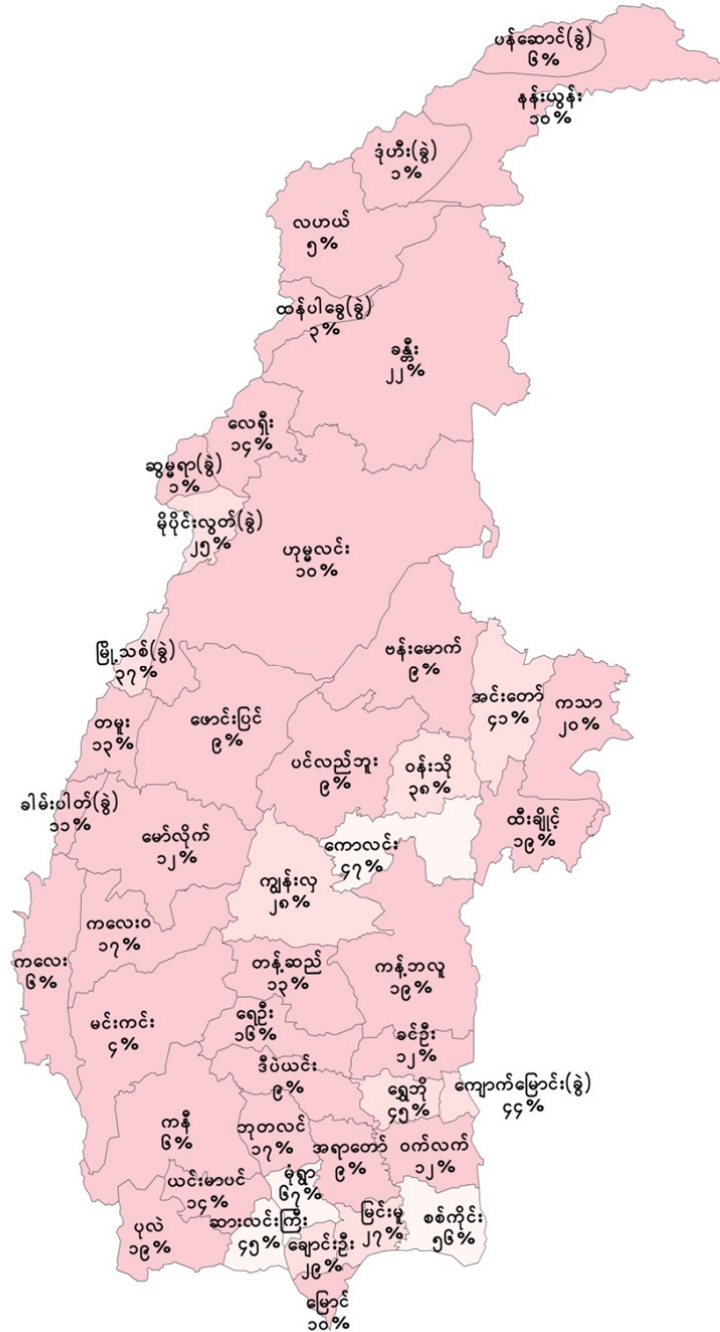 ပန်ဆောင်(ခွဲ)
၆%
နန်းယွန်း
၁၀%
ဒုံဟီး(ခွဲ)
၁%
လဟယ်
၅%
ထန်ပါခွေ(ခွဲ)
၃%
ခန္တီး
၂၂%
လေရှီး
၁၄%
ဆွမ္မရာ(ခွဲ)
၁%
မိုပိုင်းလွတ်(ခွဲ)
၂၅%
ဟုမ္မလင်း
၁၀%
မြို့သစ်(ခွဲ)
၃၇%
ဗန်းမောက်
၉%
အင်းတော်
၄၁%
ကသာ
၂၀%
တမူး
၁၃%
ဖောင်းပြင်
၉%
ပင်လည်ဘူး
၉%
ဝန်းသို
၃၈%
ခါမ်းပါတ်(ခွဲ)
၁၁%
မော်လိုက်
၁၂%
ကောလင်း
၄၇%
ထီးချိုင့်
၁၉%
ကျွန်းလှ
၂၈%
ကလေးဝ
၁၇%
ကလေး
၆%
တန့်ဆည်
၁၃%
ကန့်ဘလူ
၁၉%
မင်းကင်း
၄%
ရေဦး
၁၆%
ခင်ဦး
၁၂%
ဒီပဲယင်း
၉%
ရွှေဘို
၄၅%
ကျောက်မြောင်း(ခွဲ)
၄၄%
ကနီ
၆%
ဘုတလင်
၁၇%
အရာတော်
၉%
ဝက်လက်
၁၂%
ယင်းမာပင်
၁၄%
မုံရွာ
၆၇%
ပုလဲ
၁၉%
ဆားလင်းကြီး
၄၅%
ချောင်းဦး
၂၉%
မြင်းမူ
၂၇%
စစ်ကိုင်း
၅၆%
မြောင်
၁၀%